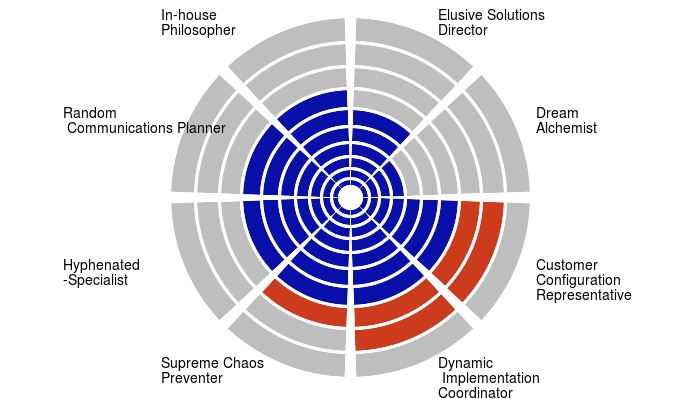 In-house
Philosopher
Elusive Solutions
Director
Random
Communications Planner
Dream
Alchemist
Hyphenated
-Specialist
Customer
Configuration
Representative
Supreme Chaos
Preventer
Dynamic
Implementation
Coordinator